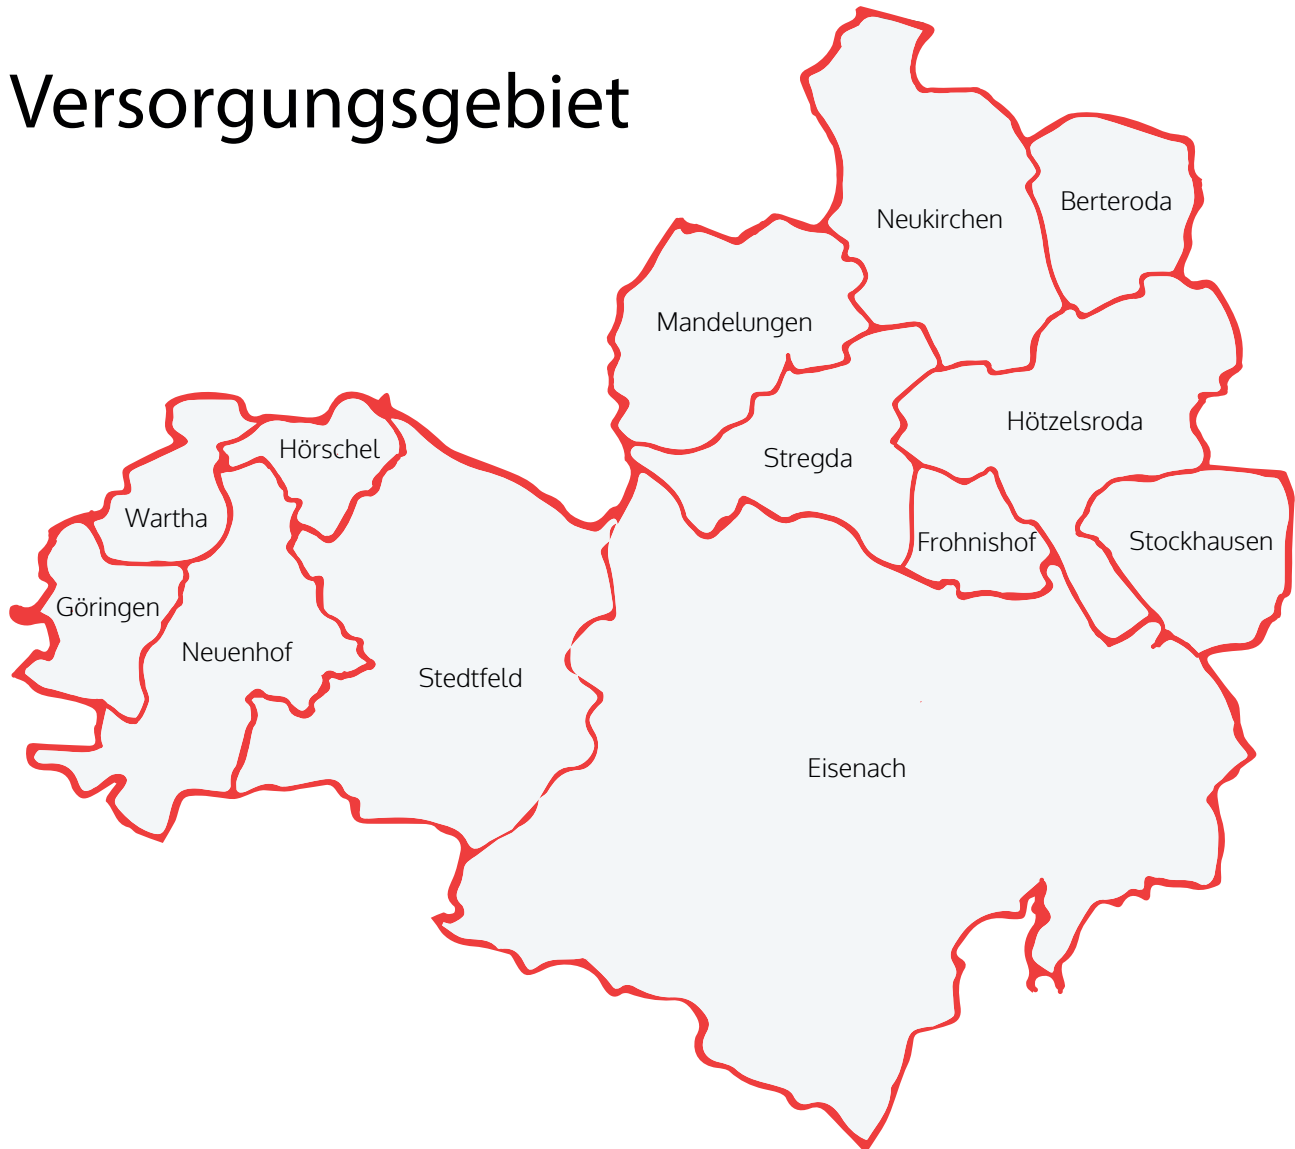 Versorgungsgebiet
Berteroda
Neukirchen
Mandelungen
Hötzelsroda
Hörschel
Stregda
Wartha
Frohnishof
Stockhausen
Göringen
Neuenhof
Stedtfeld
Eisenach